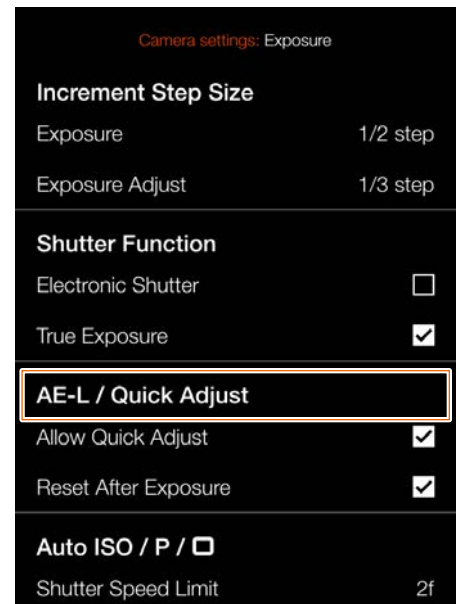 Camera settings: Exposure
Increment Step Size
Exposure 1/2 step
Exposure Adjust 1/3 step
Shutter Function
Electronic Shutter
True Exposure
AE-L / Quick Adjust
Allow Quick Adjust
Reset After Exposure
Auto ISO / P /
Shutter Speed Limit 2f